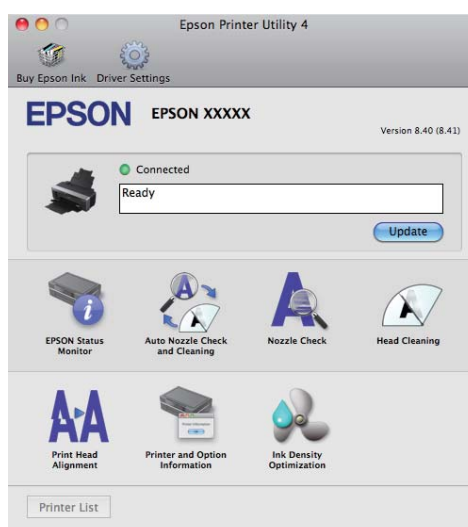 Epson Printer Utility 4
Buy Epson Ink Driver Settings
EPSON EPSON XXXXX
Version 8.40 (8.41)
Connected
Ready
Update
EPSON Status
Monitor
Auto Nozzle Check
and Cleaning
Nozzle Check
Head Cleaning
Print Head
Alignment
Printer and Option
Information
Ink Density
Optimization
Printer List